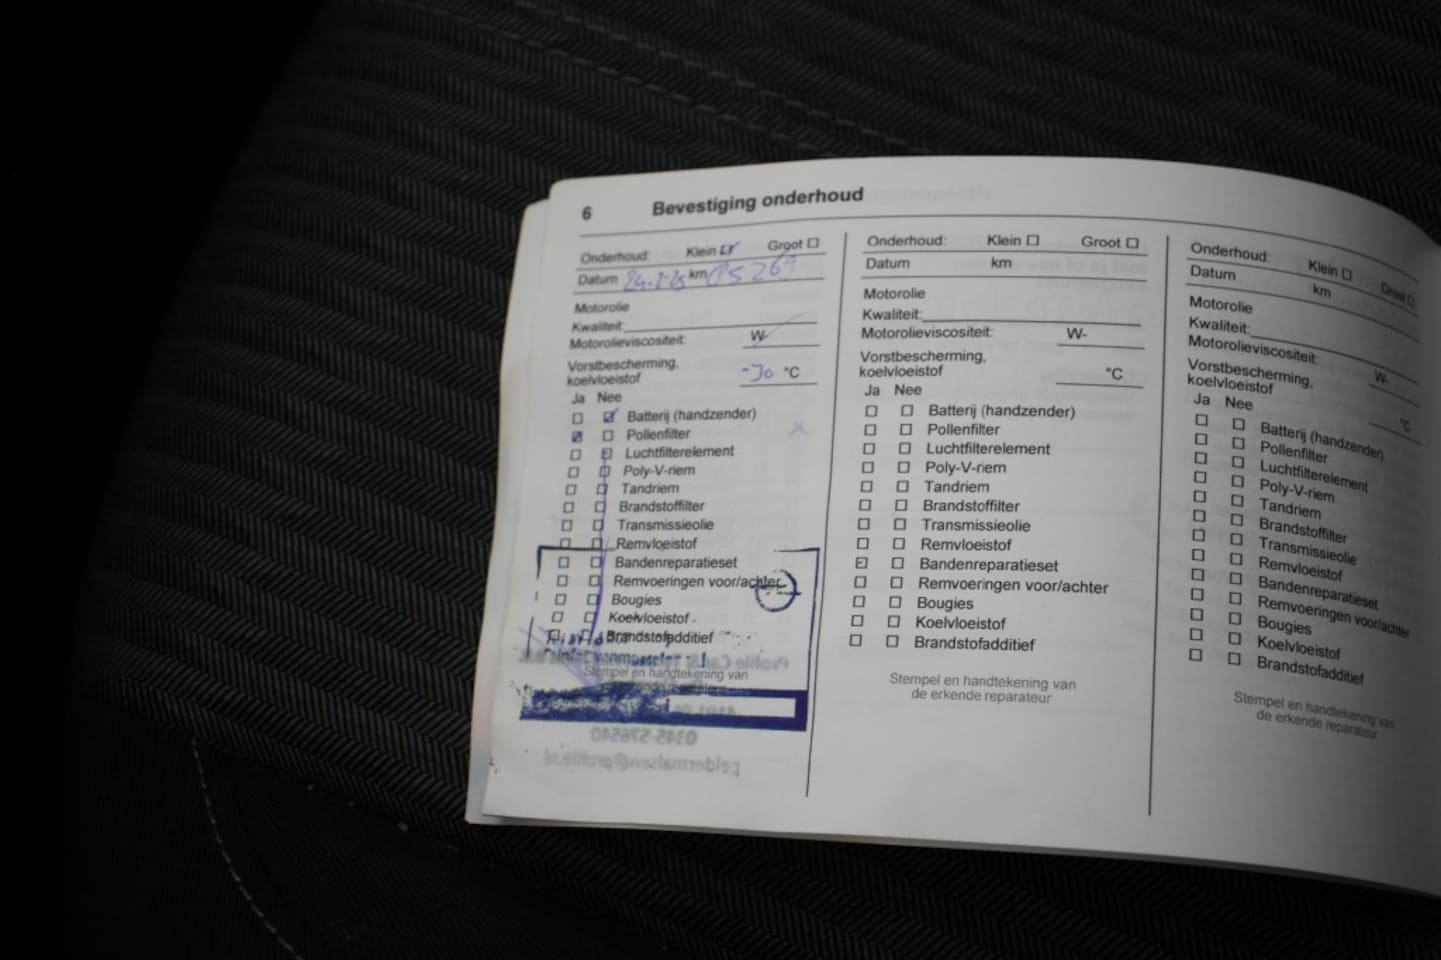 6 Bevestiging onderhoud
Onderhoud: Klein Groot
Datum km
Motorolie
Kwaliteit:
Motorolieviscositeit: W-
Vorstbescherming,
koelvloeistof -30 °C
Ja Nee
Batterij (handzender)
Pollenfilter
Luchtfilterelement
Poly-V-riem
Tandriem
Brandstoffilter
Transmissieolie
Remvloeistof
Bandenreparatieset
Remvoeringen voor/achter
Bougies
Koelvloeistof
Brandstofadditief
Stempel en handtekening van
Onderhoud: Klein Groot
Datum km
Motorolie
Kwaliteit:
Motorolieviscositeit: W-
Vorstbescherming,
koelvloeistof °C
Ja Nee
Batterij (handzender)
Pollenfilter
Luchtfilterelement
Poly-V-riem
Tandriem
Brandstoffilter
Transmissieolie
Remvloeistof
Bandenreparatieset
Remvoeringen voor/achter
Bougies
Koelvloeistof
Brandstofadditief
Stempel en handtekening van
de erkende reparateur
Onderhoud: Klein Groot
Datum km
Motorolie
Kwaliteit:
Motorolieviscositeit: W-
Vorstbescherming,
koelvloeistof °C
Ja Nee
Batterij (handzender)
Pollenfilter
Luchtfilterelement
Poly-V-riem
Tandriem
Brandstoffilter
Transmissieolie
Remvloeistof
Bandenreparatieset
Remvoeringen voor/achter
Bougies
Koelvloeistof
Brandstofadditief
Stempel en handtekening van
de erkende reparateur